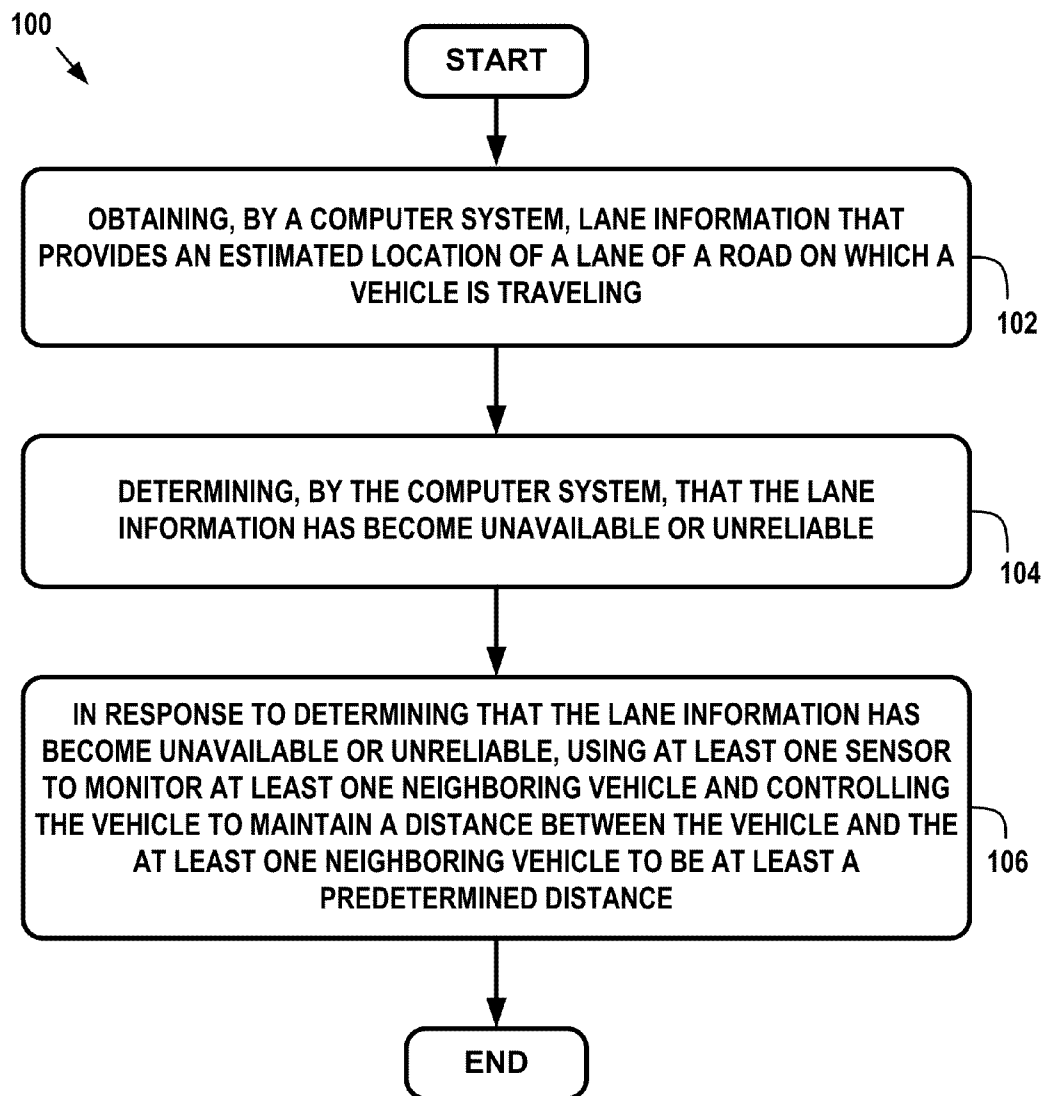 100
START
OBTAINING, BY A COMPUTER SYSTEM, LANE INFORMATION THAT
PROVIDES AN ESTIMATED LOCATION OF A LANE OF A ROAD ON WHICH A
VEHICLE IS TRAVELING
102
DETERMINING, BY THE COMPUTER SYSTEM, THAT THE LANE
INFORMATION HAS BECOME UNAVAILABLE OR UNRELIABLE
104
IN RESPONSE TO DETERMINING THAT THE LANE INFORMATION HAS
BECOME UNAVAILABLE OR UNRELIABLE, USING AT LEAST ONE SENSOR
TO MONITOR AT LEAST ONE NEIGHBORING VEHICLE AND CONTROLLING
THE VEHICLE TO MAINTAIN A DISTANCE BETWEEN THE VEHICLE AND THE
AT LEAST ONE NEIGHBORING VEHICLE TO BE AT LEAST A
PREDETERMINED DISTANCE
106
END